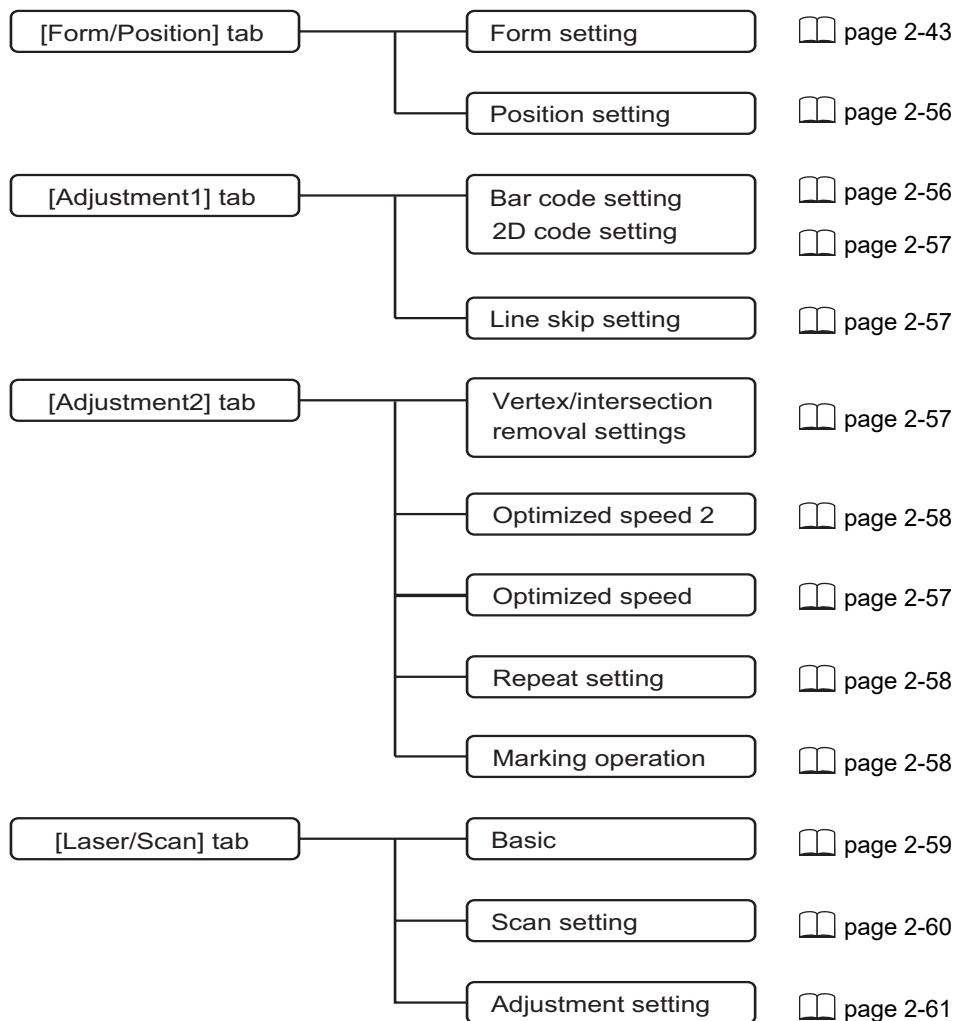 [Form/Position] tab
Form setting
page 2-43
Position setting
page 2-56
[Adjustment1] tab
Bar code setting
page 2-56
2D code setting
page 2-57
Line skip setting
page 2-57
[Adjustment2] tab
Vertex/intersection
removal settings
page 2-57
Optimized speed 2
page 2-58
Optimized speed
page 2-57
Repeat setting
page 2-58
Marking operation
page 2-58
[Laser/Scan] tab
Basic
page 2-59
Scan setting
page 2-60
Adjustment setting
page 2-61